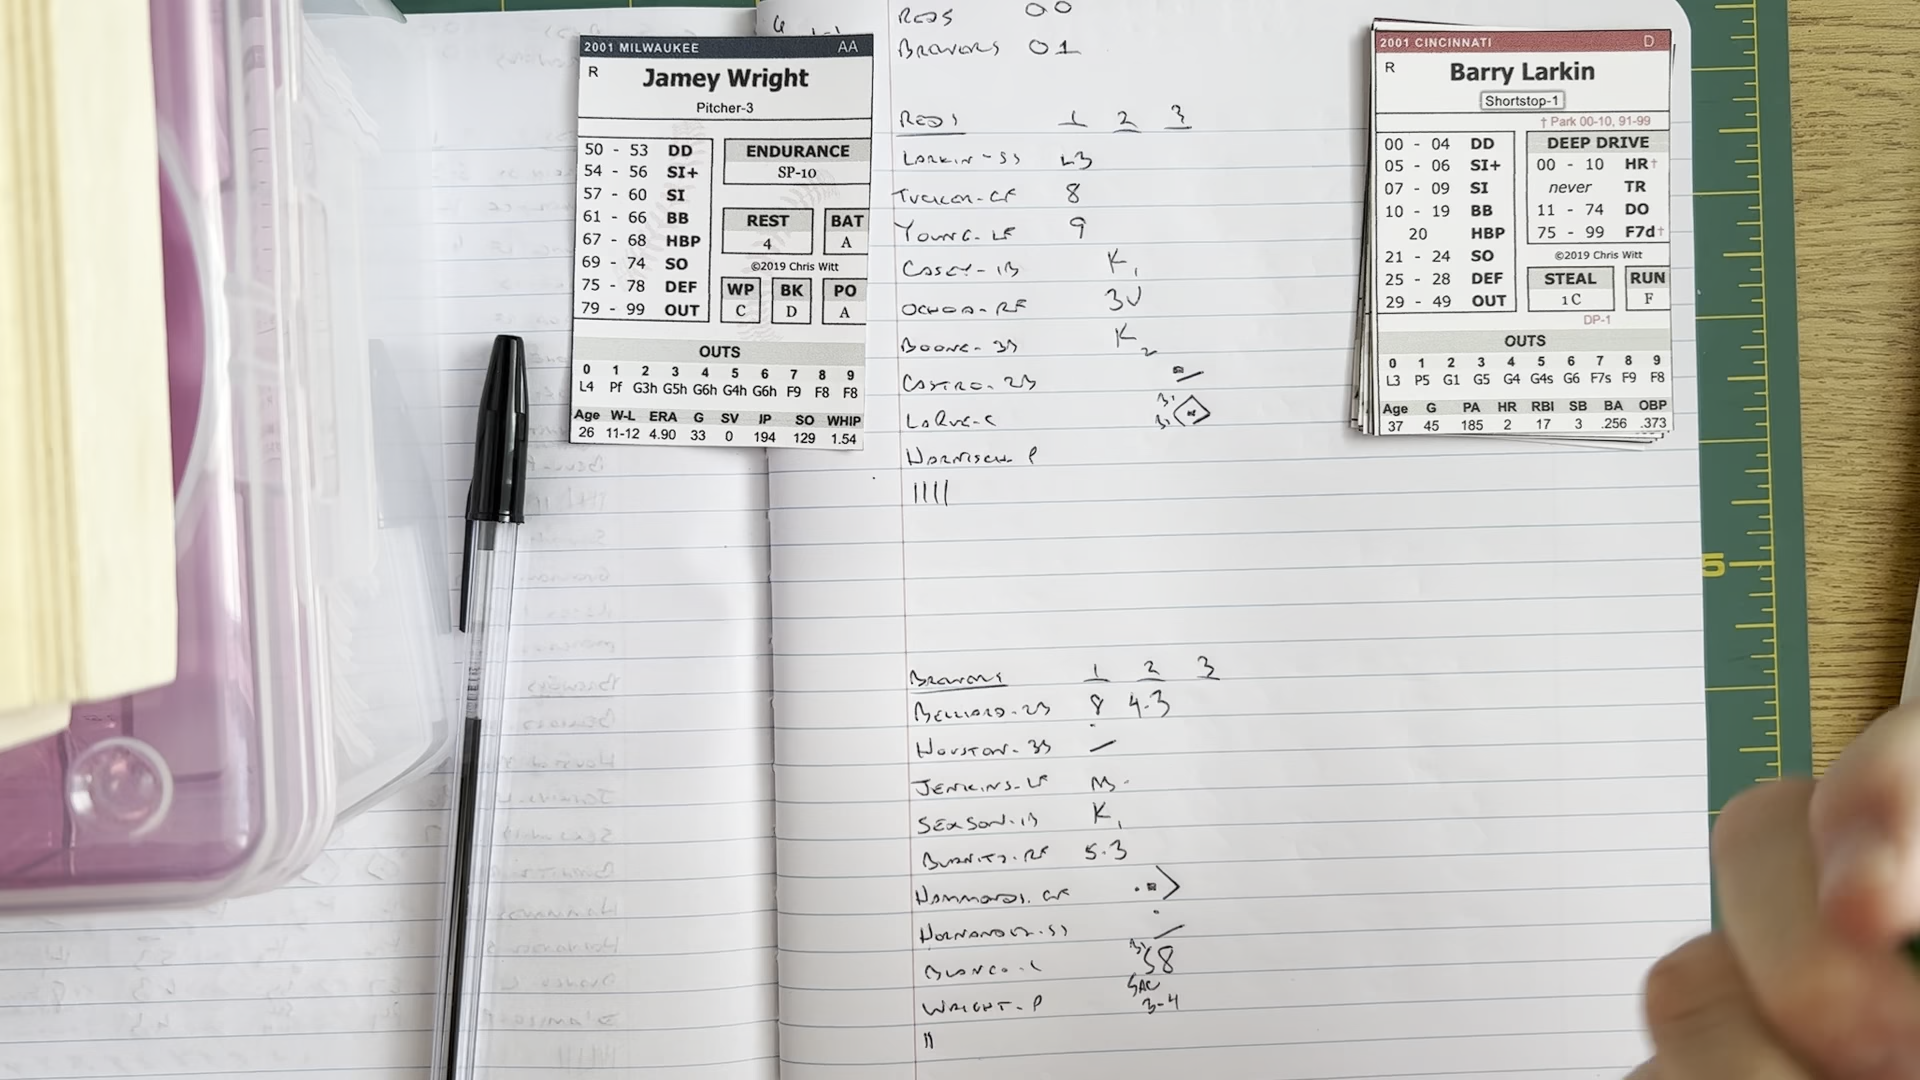 2001 MILWAUKEE AA
R Jamey Wright
Pitcher-3
50 - 53 DD
54 - 56 SI+
57 - 60 SI
61 - 66 BB
67 - 68 HBP
69 - 74 SO
75 - 78 DEF
79 - 99 OUT
ENDURANCE
SP-10
REST BAT
4 A
©2019 Chris Witt
WP BK PO
C D A
OUTS
0 1 2 3 4 5 6 7 8 9
L4 Pf G3h G5h G6h G4h G6h F9 F8 F8
Age W-L ERA G SV IP SO WHIP
26 11-12 4.90 33 0 194 129 1.54
REDS 00
BREWERS 01
REDS 1 2 3
LARKIN-SS L3
TUCKER-CF 8
YOUNG-LF 9
CASEY-1B K1
OCHOA-RF 3U
BOONE-3B K2
CASTRO-2B
LARUE-C
HARNISCH-P
BREWERS 1 2 3
BELLIARD-2B 8 4-3
HOUSTON-3B
JENKINS-LF
SEXSON-1B K1
BURNITZ-RF 5-3
HAMMONDS-CF
HERNANDEZ-SS
BLANCO-C S8
WRIGHT-P SAC 3-4
2001 CINCINNATI D
R Barry Larkin
Shortstop-1
† Park 00-10, 91-99
00 - 04 DD
05 - 06 SI+
07 - 09 SI
10 - 19 BB
20 HBP
21 - 24 SO
25 - 28 DEF
29 - 49 OUT
DEEP DRIVE
00 - 10 HR†
never TR
11 - 74 DO
75 - 99 F7d†
©2019 Chris Witt
STEAL RUN
1C F
DP-1
OUTS
0 1 2 3 4 5 6 7 8 9
L3 P5 G1 G5 G4 G4s G6 F7s F9 F8
Age G PA HR RBI SB BA OBP
37 45 185 2 17 3 .256 .373
5